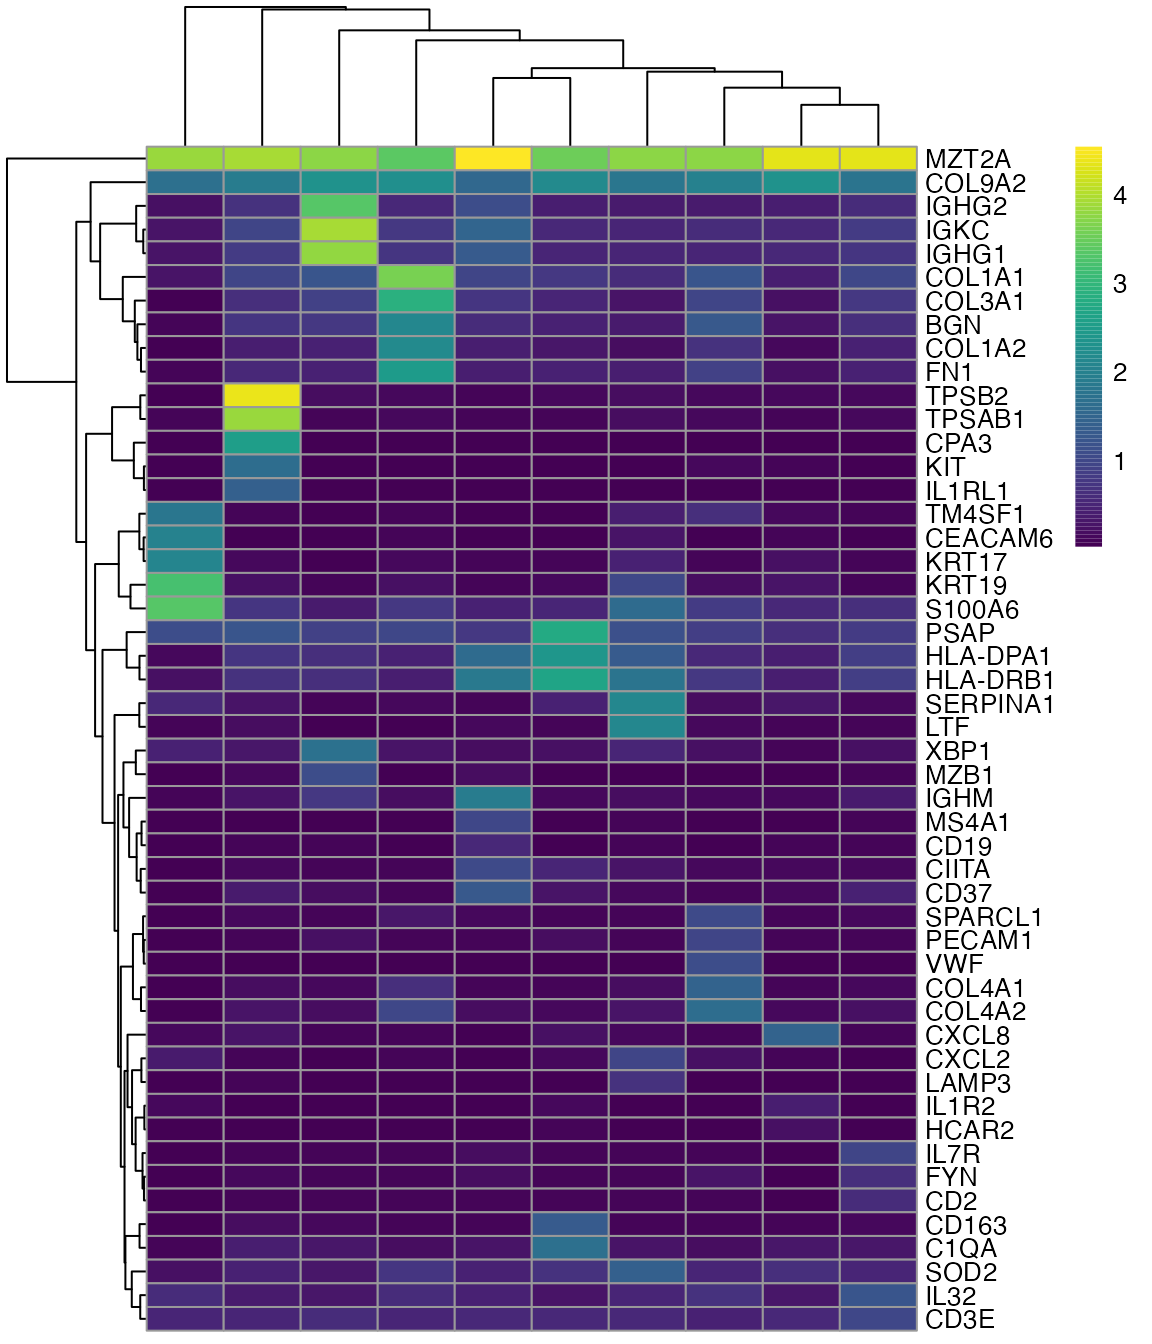 MZT2A
COL9A2
IGHG2
IGKC
IGHG1
COL1A1
COL3A1
BGN
COL1A2
FN1
TPSB2
TPSAB1
CPA3
KIT
IL1RL1
TM4SF1
CEACAM6
KRT17
KRT19
S100A6
PSAP
HLA-DPA1
HLA-DRB1
SERPINA1
LTF
XBP1
MZB1
IGHM
MS4A1
CD19
CIITA
CD37
SPARCL1
PECAM1
VWF
COL4A1
COL4A2
CXCL8
CXCL2
LAMP3
IL1R2
HCAR2
IL7R
FYN
CD2
CD163
C1QA
SOD2
IL32
CD3E
4
3
2
1